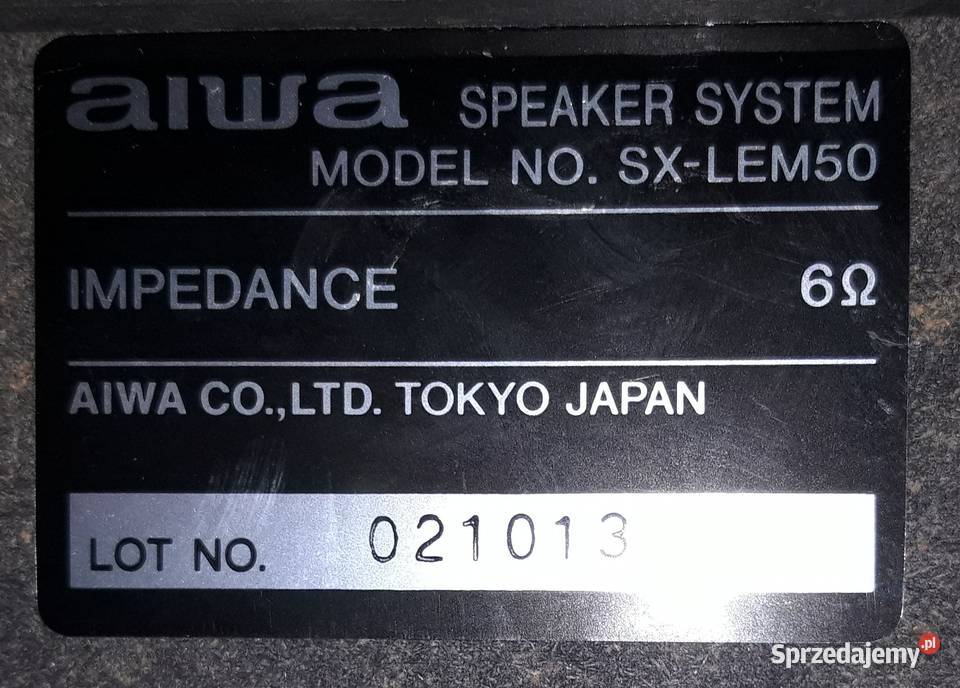 aiwa SPEAKER SYSTEM
MODEL NO. SX-LEM50
IMPEDANCE 6Ω
AIWA CO.,LTD. TOKYO JAPAN
LOT NO. 021013
Sprzedajemy.pl